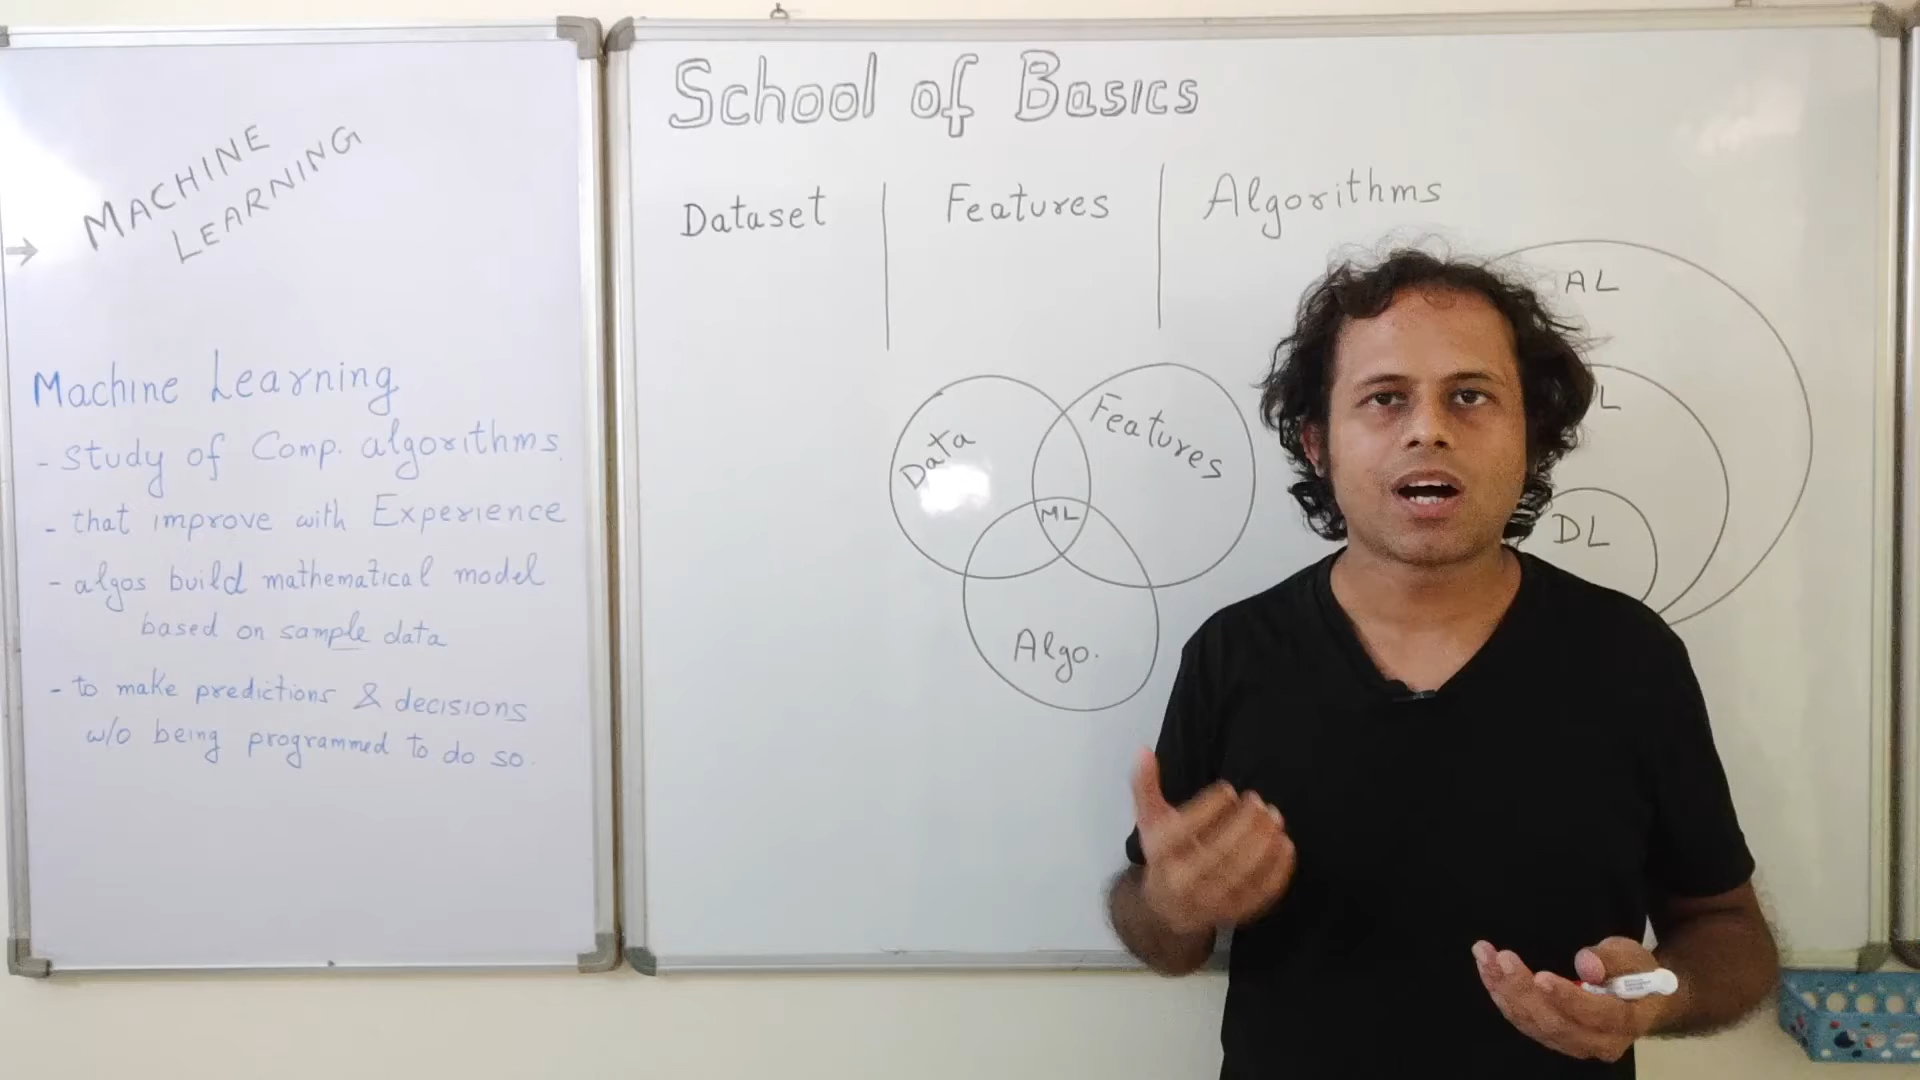 MACHINE
LEARNING
Machine Learning
- study of Comp. algorithms.
- that improve with Experience
- algos build mathematical model
based on sample data
- to make predictions & decisions
w/o being programmed to do so.
School of Basics
Dataset
Features
Algorithms
Data
Features
ML
Algo.
AL
L
DL